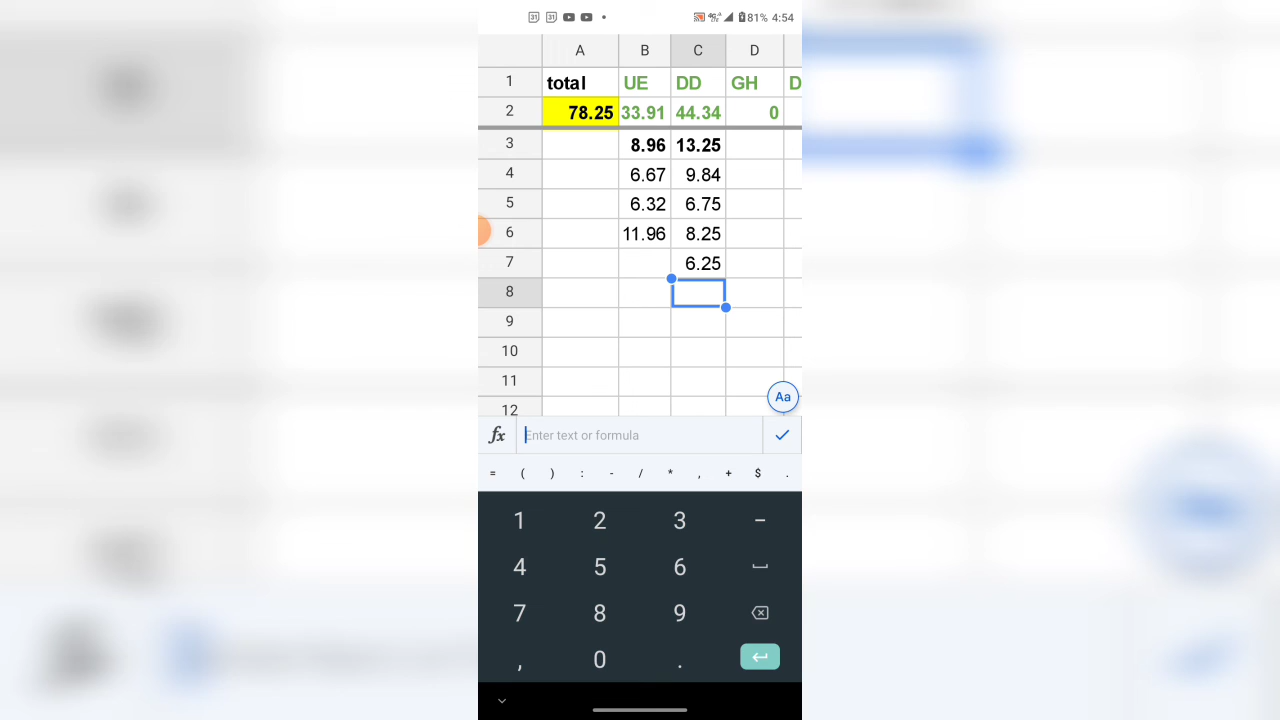 31 31 81% 4:54
A B C D
1 total UE DD GH D
2 78.25 33.91 44.34 0
3 8.96 13.25
4 6.67 9.84
5 6.32 6.75
6 11.96 8.25
7 6.25
8
9
10
11
12
Aa
fx Enter text or formula
= ( ) : - / * , + $ .
1 2 3 −
4 5 6
7 8 9
, 0 .